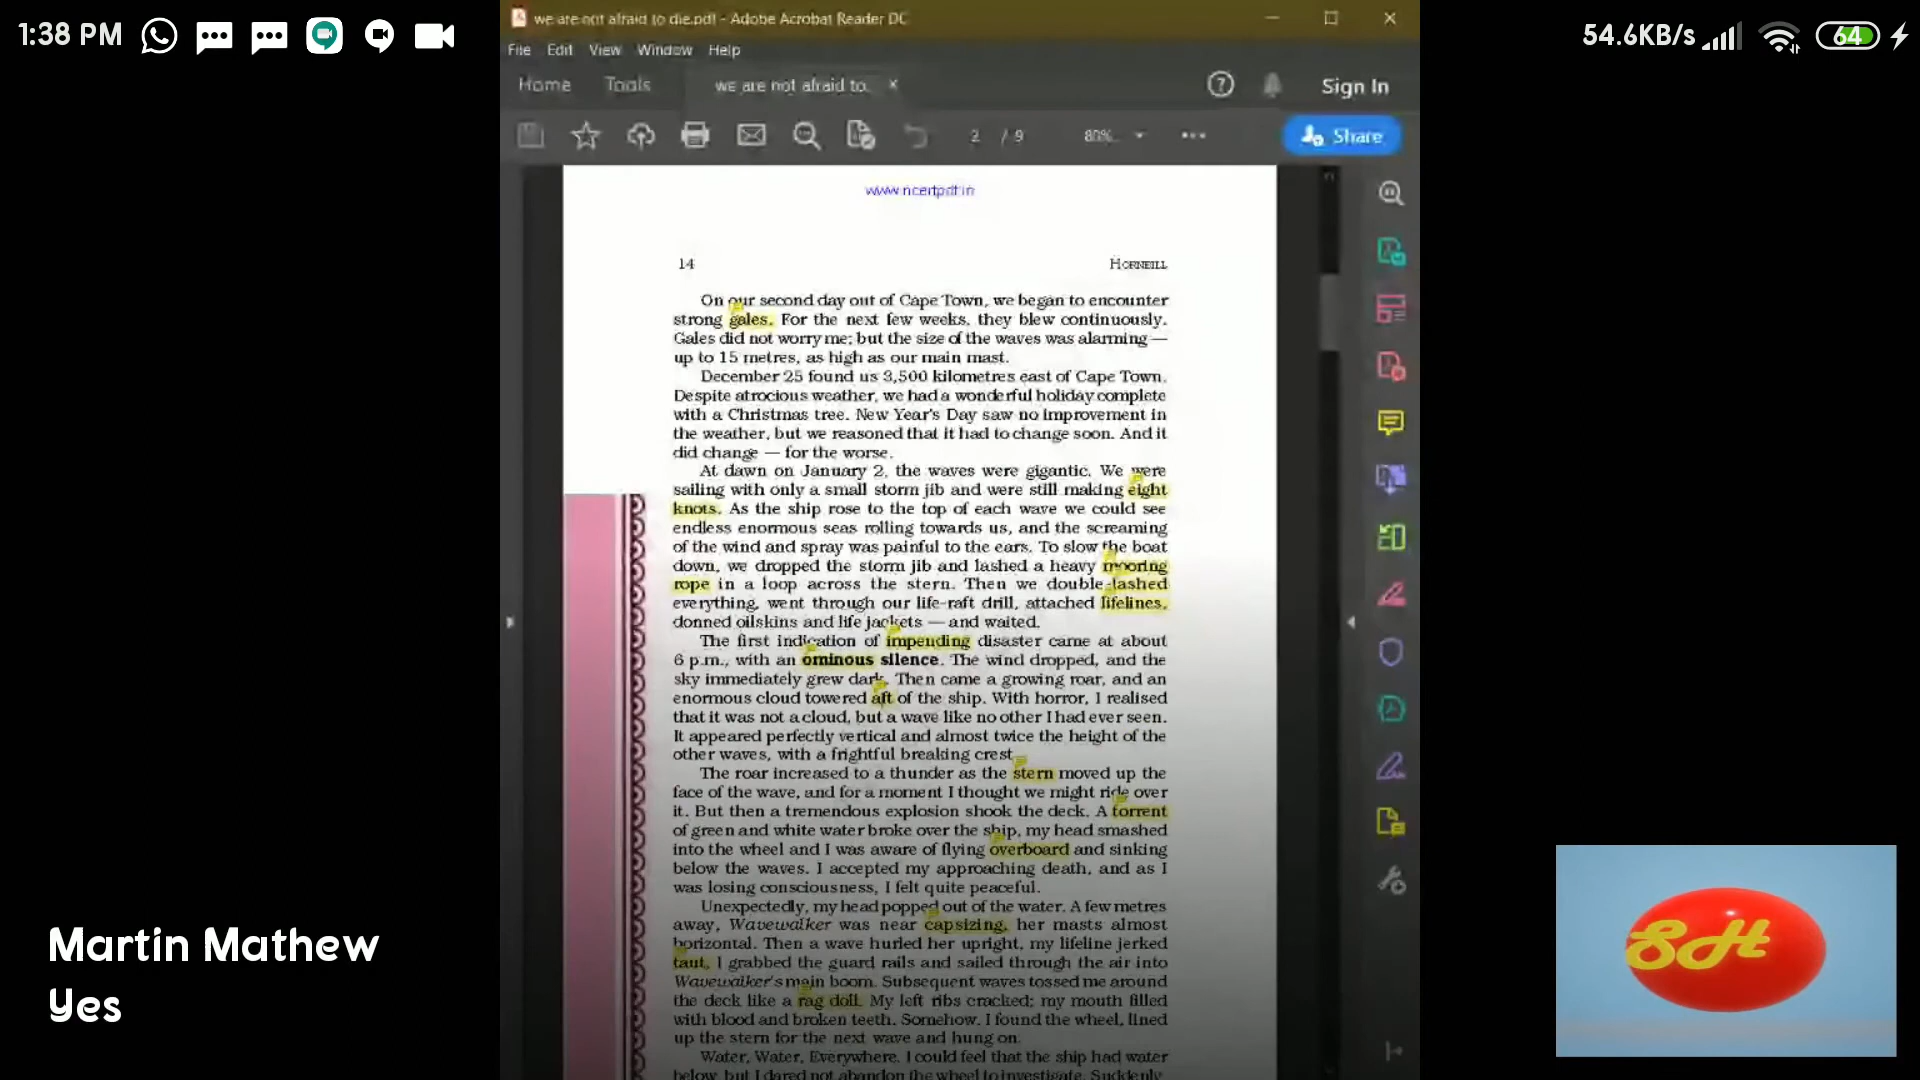 1:38 PM
54.6KB/s
64
we are not afraid to die.pdf - Adobe Acrobat Reader DC
File Edit View Window Help
Home Tools we are not afraid to.
Sign In
2 / 9 80%
Share
www.ncertpdf.in
14 HORNBILL
On our second day out of Cape Town, we began to encounter
strong gales. For the next few weeks, they blew continuously.
Gales did not worry me; but the size of the waves was alarming —
up to 15 metres, as high as our main mast.
December 25 found us 3,500 kilometres east of Cape Town.
Despite atrocious weather, we had a wonderful holiday complete
with a Christmas tree. New Year's Day saw no improvement in
the weather, but we reasoned that it had to change soon. And it
did change — for the worse.
At dawn on January 2, the waves were gigantic. We were
sailing with only a small storm jib and were still making eight
knots. As the ship rose to the top of each wave we could see
endless enormous seas rolling towards us, and the screaming
of the wind and spray was painful to the ears. To slow the boat
down, we dropped the storm jib and lashed a heavy mooring
rope in a loop across the stern. Then we double-lashed
everything, went through our life-raft drill, attached lifelines,
donned oilskins and life jackets — and waited.
The first indication of impending disaster came at about
6 p.m., with an ominous silence. The wind dropped, and the
sky immediately grew dark. Then came a growing roar, and an
enormous cloud towered aft of the ship. With horror, I realised
that it was not a cloud, but a wave like no other I had ever seen.
It appeared perfectly vertical and almost twice the height of the
other waves, with a frightful breaking crest.
The roar increased to a thunder as the stern moved up the
face of the wave, and for a moment I thought we might ride over
it. But then a tremendous explosion shook the deck. A torrent
of green and white water broke over the ship, my head smashed
into the wheel and I was aware of flying overboard and sinking
below the waves. I accepted my approaching death, and as I
was losing consciousness, I felt quite peaceful.
Unexpectedly, my head popped out of the water. A few metres
away, Wavewalker was near capsizing, her masts almost
horizontal. Then a wave hurled her upright, my lifeline jerked
taut, I grabbed the guard rails and sailed through the air into
Wavewalker's main boom. Subsequent waves tossed me around
the deck like a rag doll. My left ribs cracked; my mouth filled
with blood and broken teeth. Somehow, I found the wheel, lined
up the stern for the next wave and hung on.
Water, Water, Everywhere. I could feel that the ship had water
below, but I dared not abandon the wheel to investigate. Suddenly,
Martin Mathew
Yes
SH